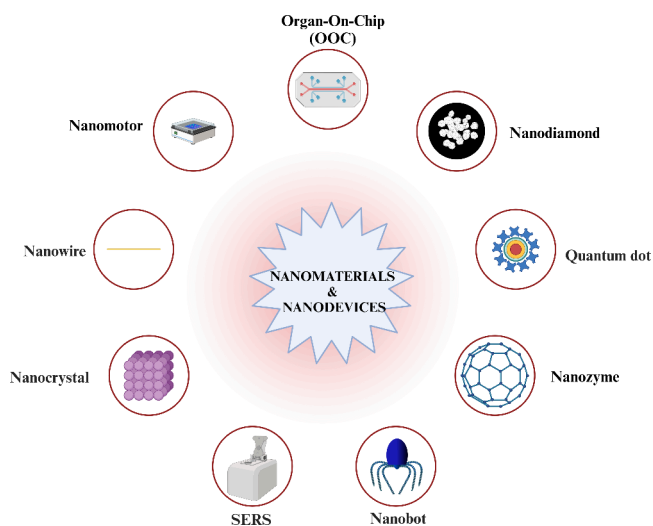 Organ-On-Chip
(OOC)
Nanomotor
Nanodiamond
Nanowire
Quantum dot
NANOMATERIALS
&
NANODEVICES
Nanocrystal
Nanozyme
SERS
Nanobot